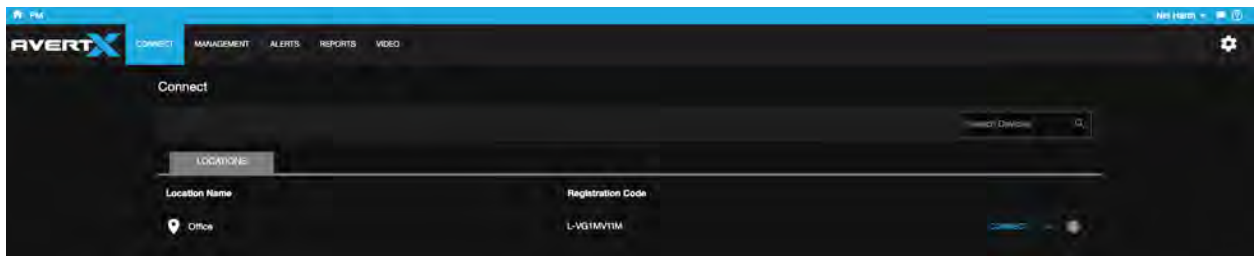 PM
AVERTX CONNECT MANAGEMENT ALERTS REPORTS VIDEO
Connect
Search Devices
LOCATIONS
Location Name Registration Code
Office L-VG1MV11M CONNECT